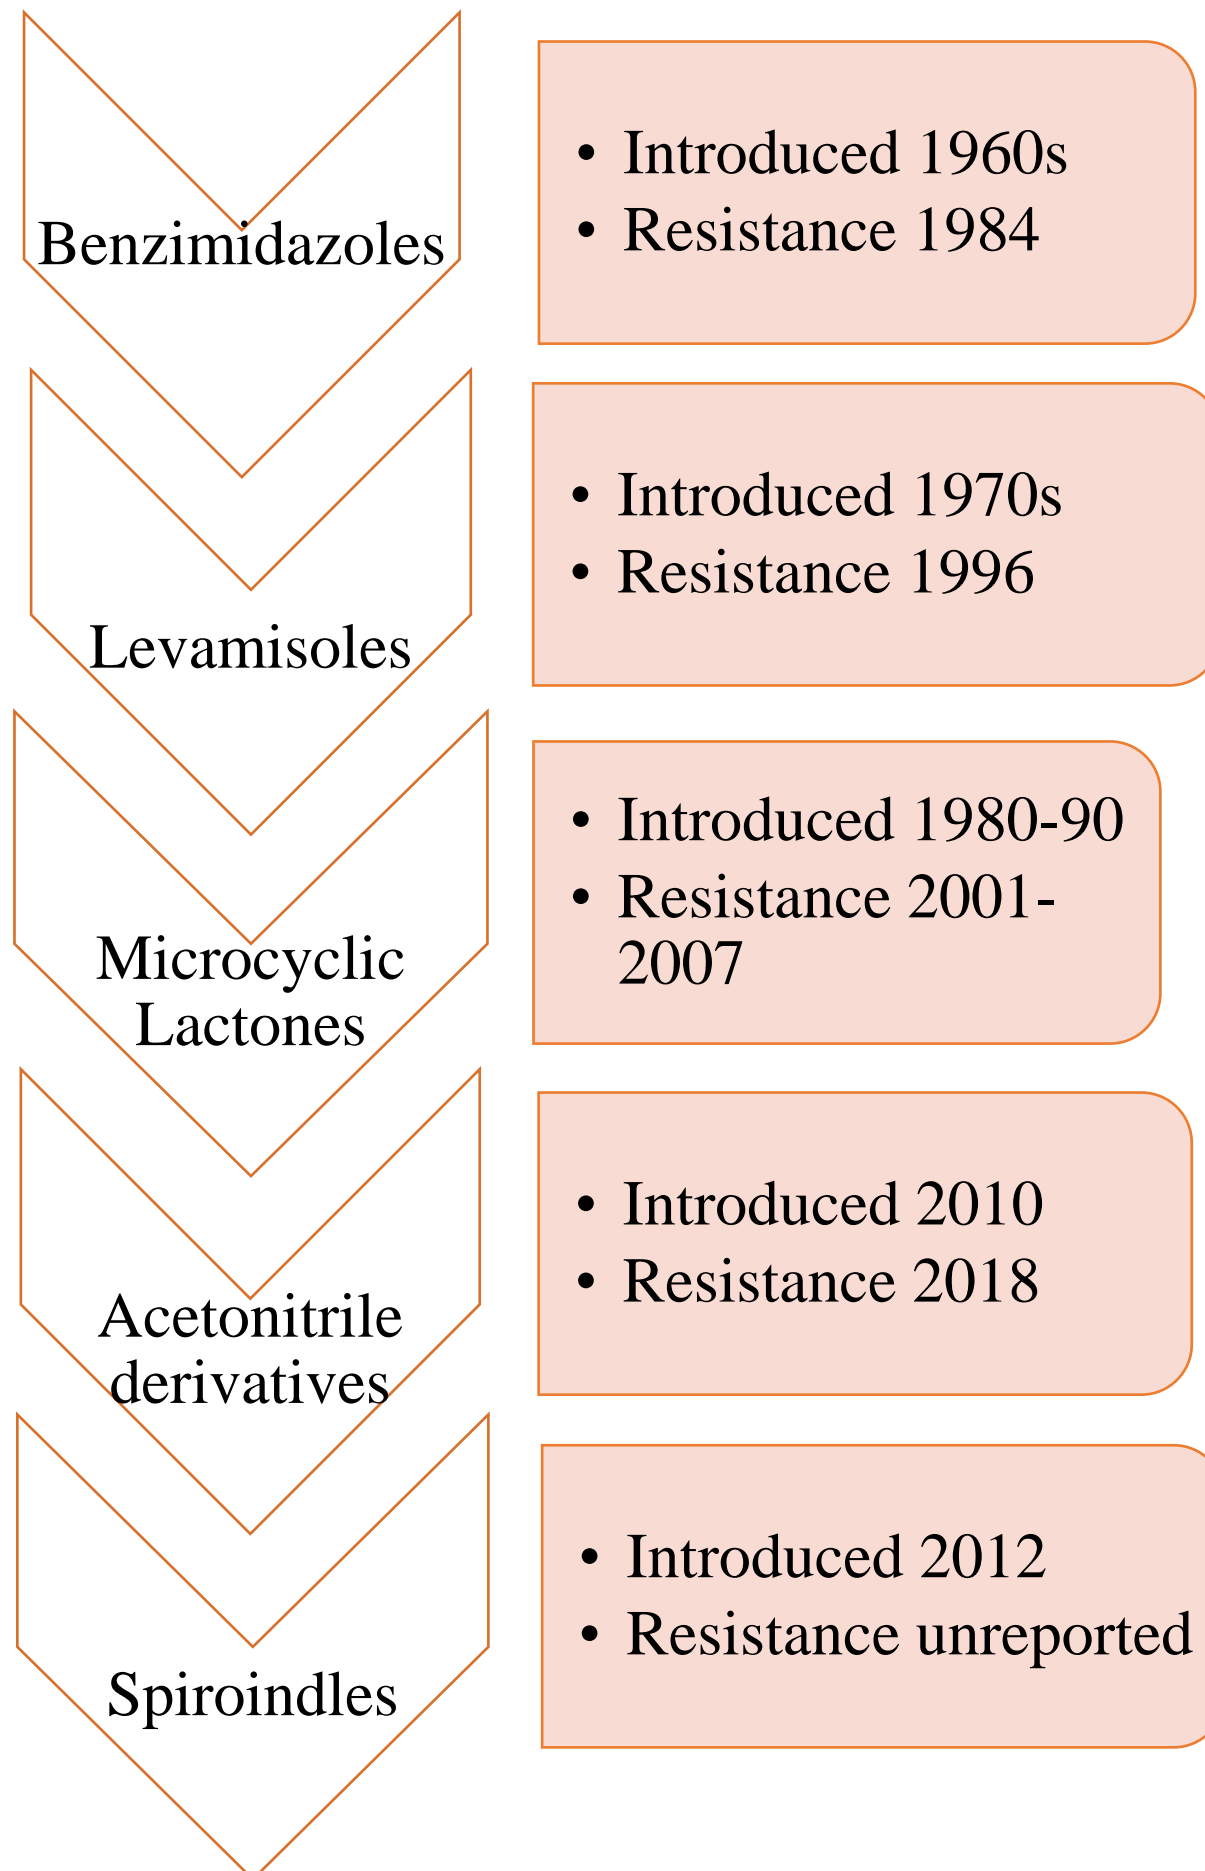 Benzimidazoles
• Introduced 1960s
• Resistance 1984
Levamisoles
• Introduced 1970s
• Resistance 1996
Microcyclic
Lactones
• Introduced 1980-90
• Resistance 2001-
2007
Acetonitrile
derivatives
• Introduced 2010
• Resistance 2018
Spiroindles
• Introduced 2012
• Resistance unreported